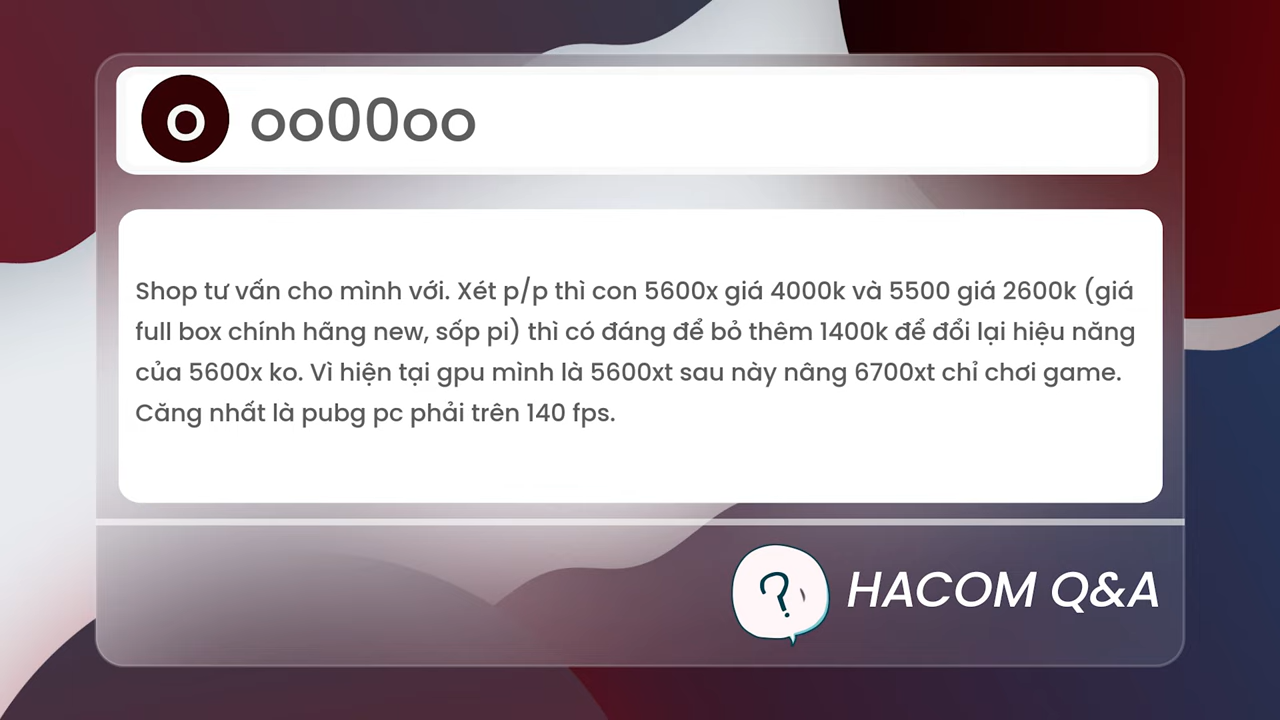 O
oo00oo
Shop tư vấn cho mình với. Xét p/p thì con 5600x giá 4000k và 5500 giá 2600k (giá
full box chính hãng new, sốp pi) thì có đáng để bỏ thêm 1400k để đổi lại hiệu năng
của 5600x ko. Vì hiện tại gpu mình là 5600xt sau này nâng 6700xt chỉ chơi game.
Căng nhất là pubg pc phải trên 140 fps.
?
HACOM Q&A